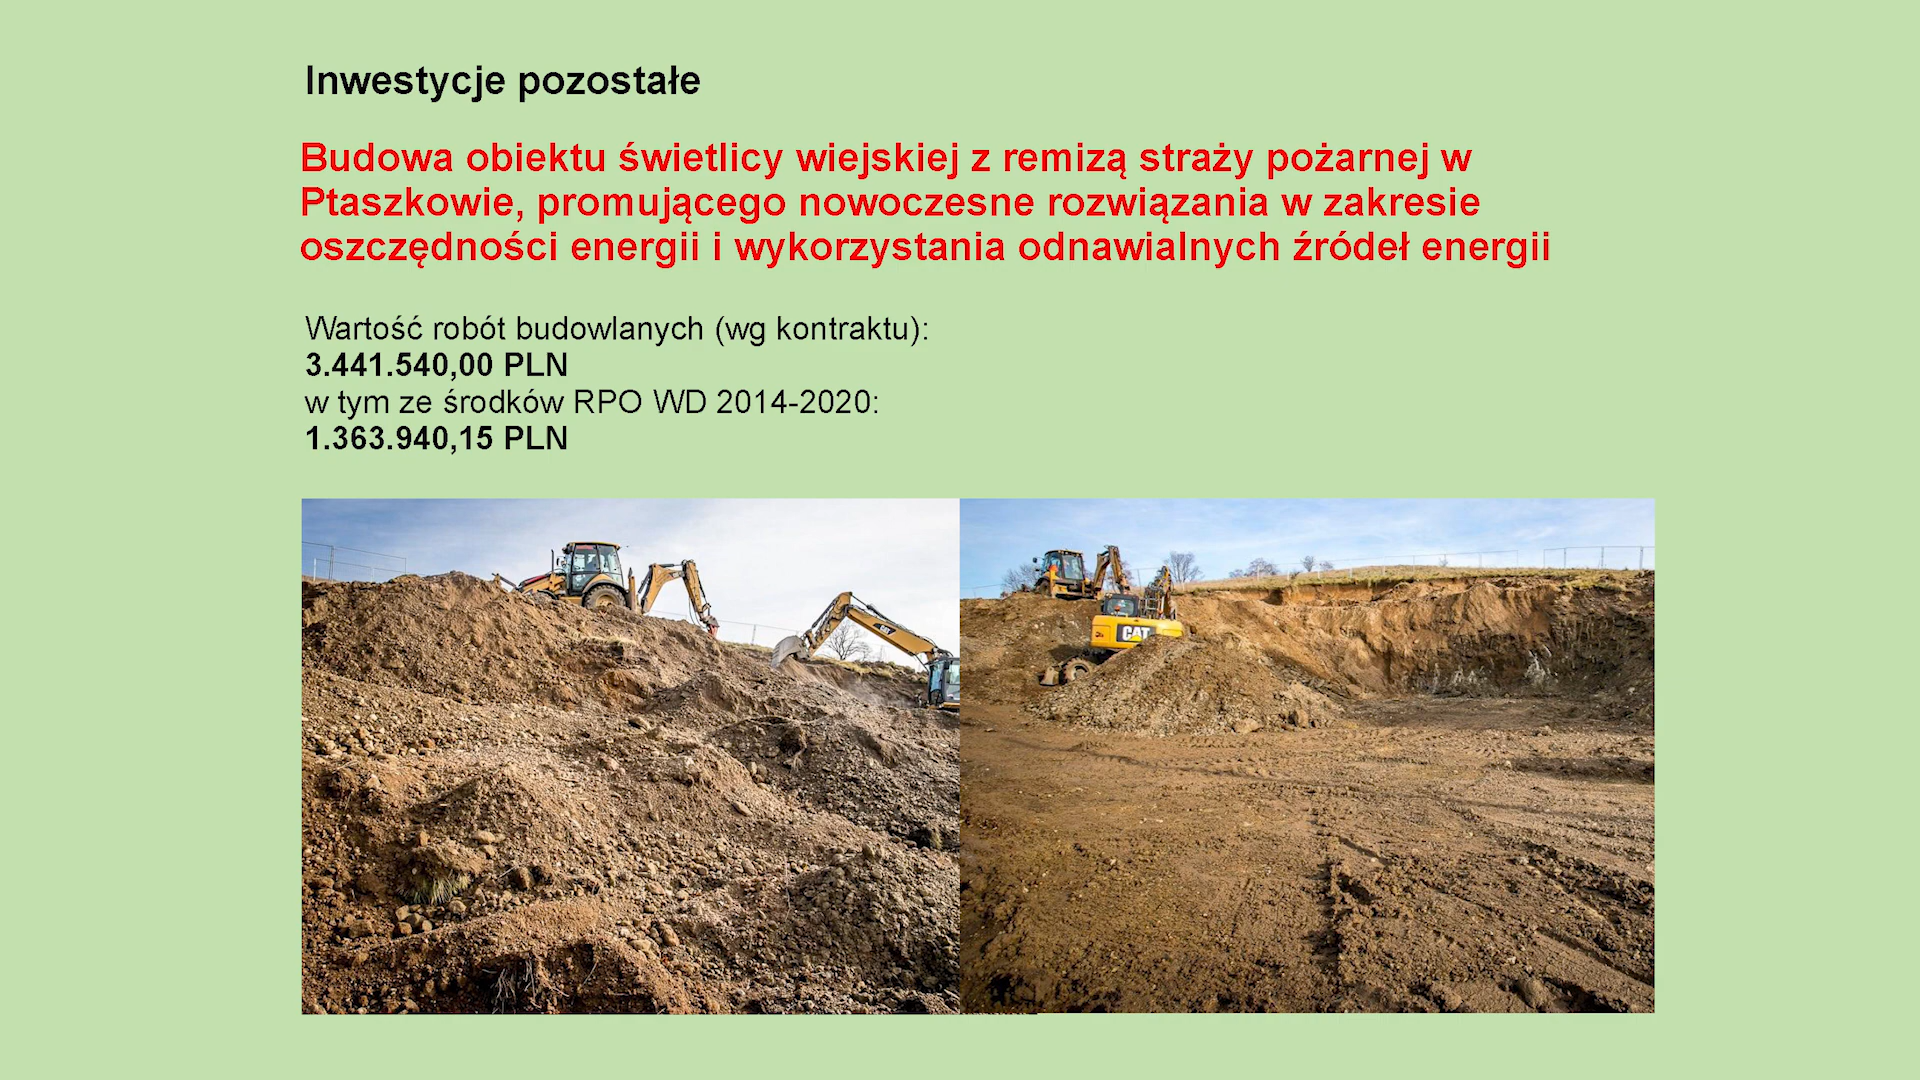 Inwestycje pozostałe
Budowa obiektu świetlicy wiejskiej z remizą straży pożarnej w
Ptaszkowie, promującego nowoczesne rozwiązania w zakresie
oszczędności energii i wykorzystania odnawialnych źródeł energii
Wartość robót budowlanych (wg kontraktu):
3.441.540,00 PLN
w tym ze środków RPO WD 2014-2020:
1.363.940,15 PLN
CAT
CAT